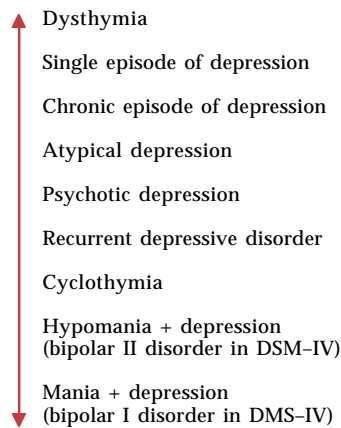 Dysthymia
Single episode of depression
Chronic episode of depression
Atypical depression
Psychotic depression
Recurrent depressive disorder
Cyclothymia
Hypomania + depression
(bipolar II disorder in DSM–IV)
Mania + depression
(bipolar I disorder in DMS–IV)